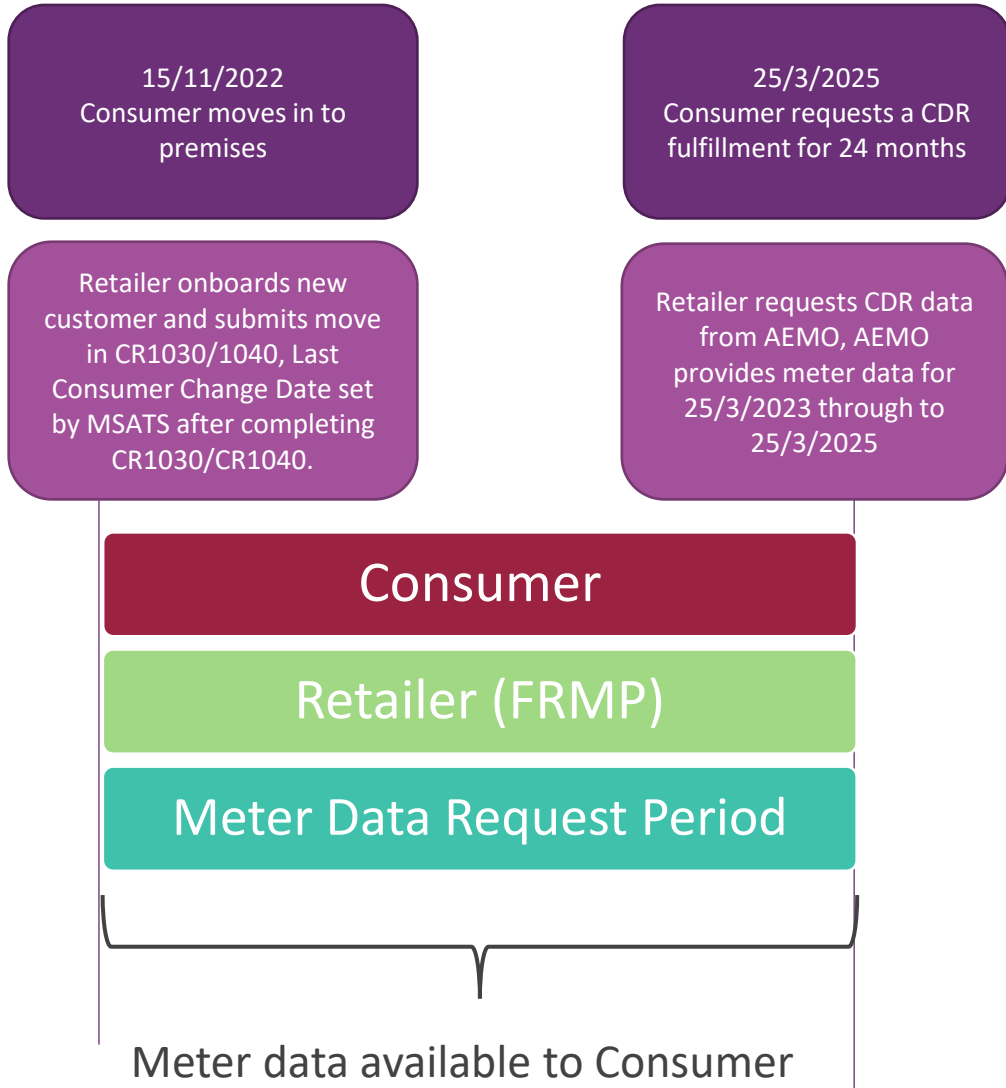 15/11/2022
Consumer moves in to
premises
25/3/2025
Consumer requests a CDR
fulfillment for 24 months
Retailer onboards new
customer and submits move
in CR1030/1040, Last
Consumer Change Date set
by MSATS after completing
CR1030/CR1040.
Retailer requests CDR data
from AEMO, AEMO
provides meter data for
25/3/2023 through to
25/3/2025
Consumer
Retailer (FRMP)
Meter Data Request Period
Meter data available to Consumer